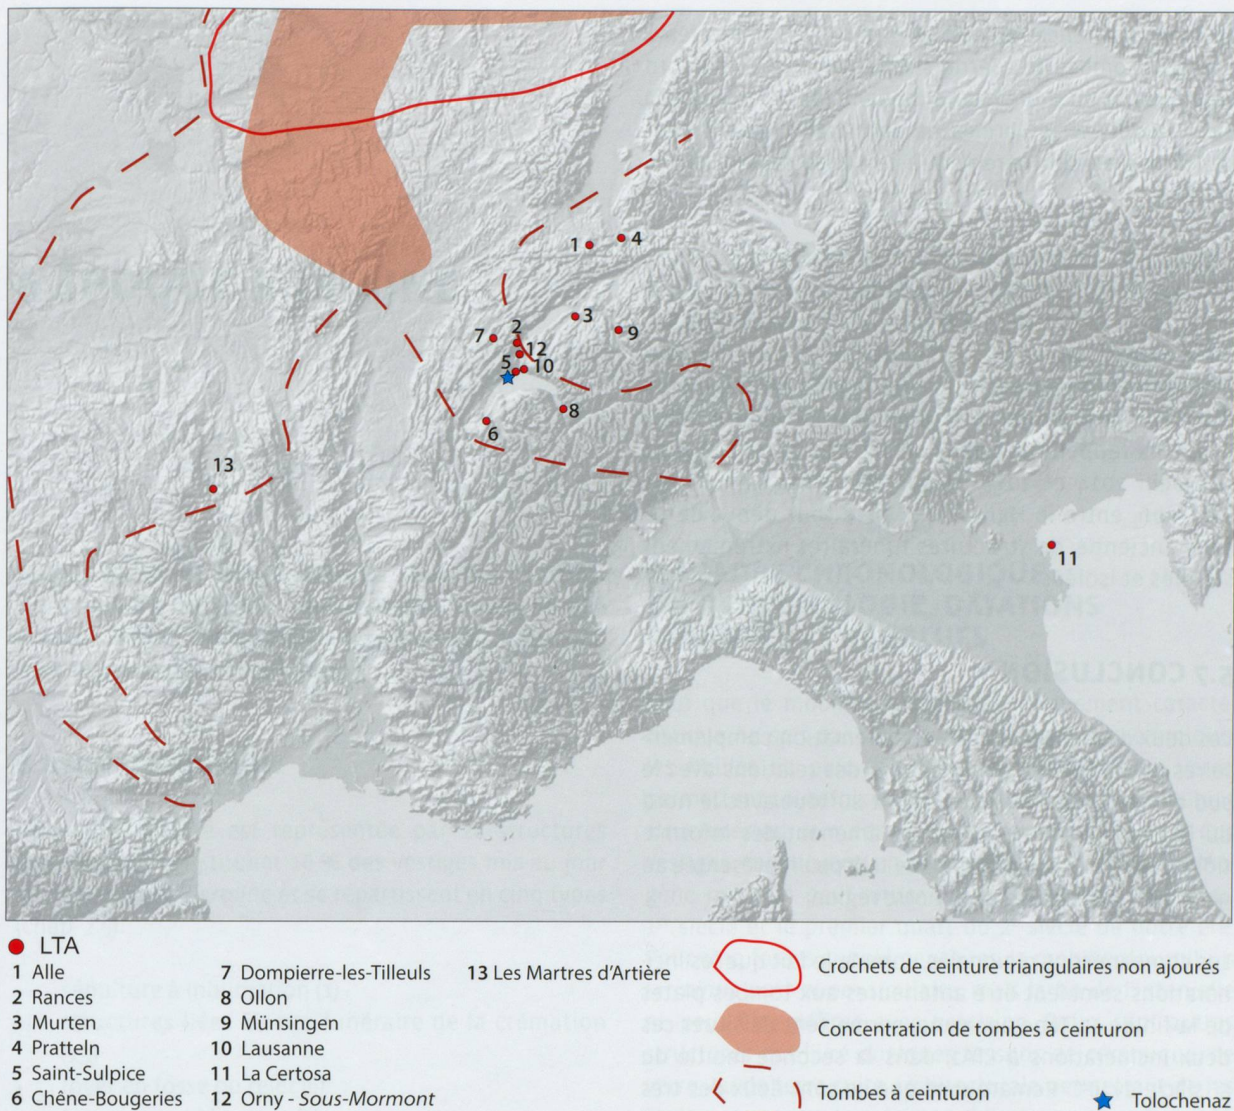 1
4
3
9
2
7
12
5
10
8
6
13
11
LTA
1 Alle
2 Rances
3 Murten
4 Pratteln
5 Saint-Sulpice
6 Chêne-Bougeries
7 Dompierre-les-Tilleuls
8 Ollon
9 Münsingen
10 Lausanne
11 La Certosa
12 Orny - Sous-Mormont
13 Les Martres d'Artière
Crochets de ceinture triangulaires non ajourés
Concentration de tombes à ceinturon
Tombes à ceinturon
Tolochenaz